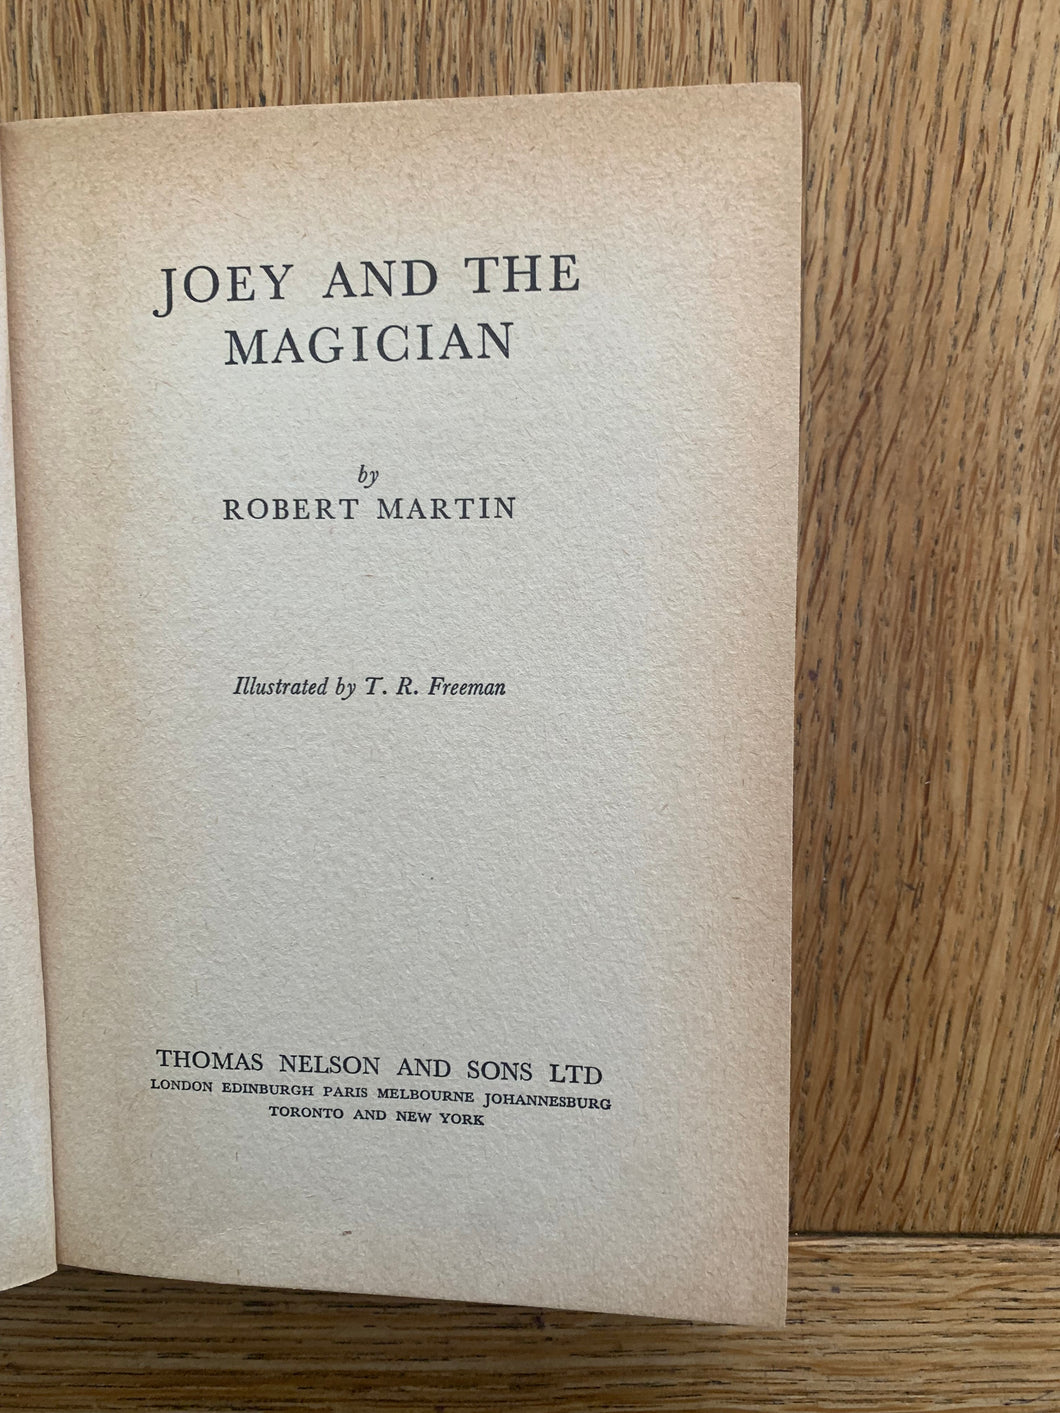 JOEY AND THE
MAGICIAN
by
ROBERT MARTIN
Illustrated by T. R. Freeman
THOMAS NELSON AND SONS LTD
LONDON EDINBURGH PARIS MELBOURNE JOHANNESBURG
TORONTO AND NEW YORK